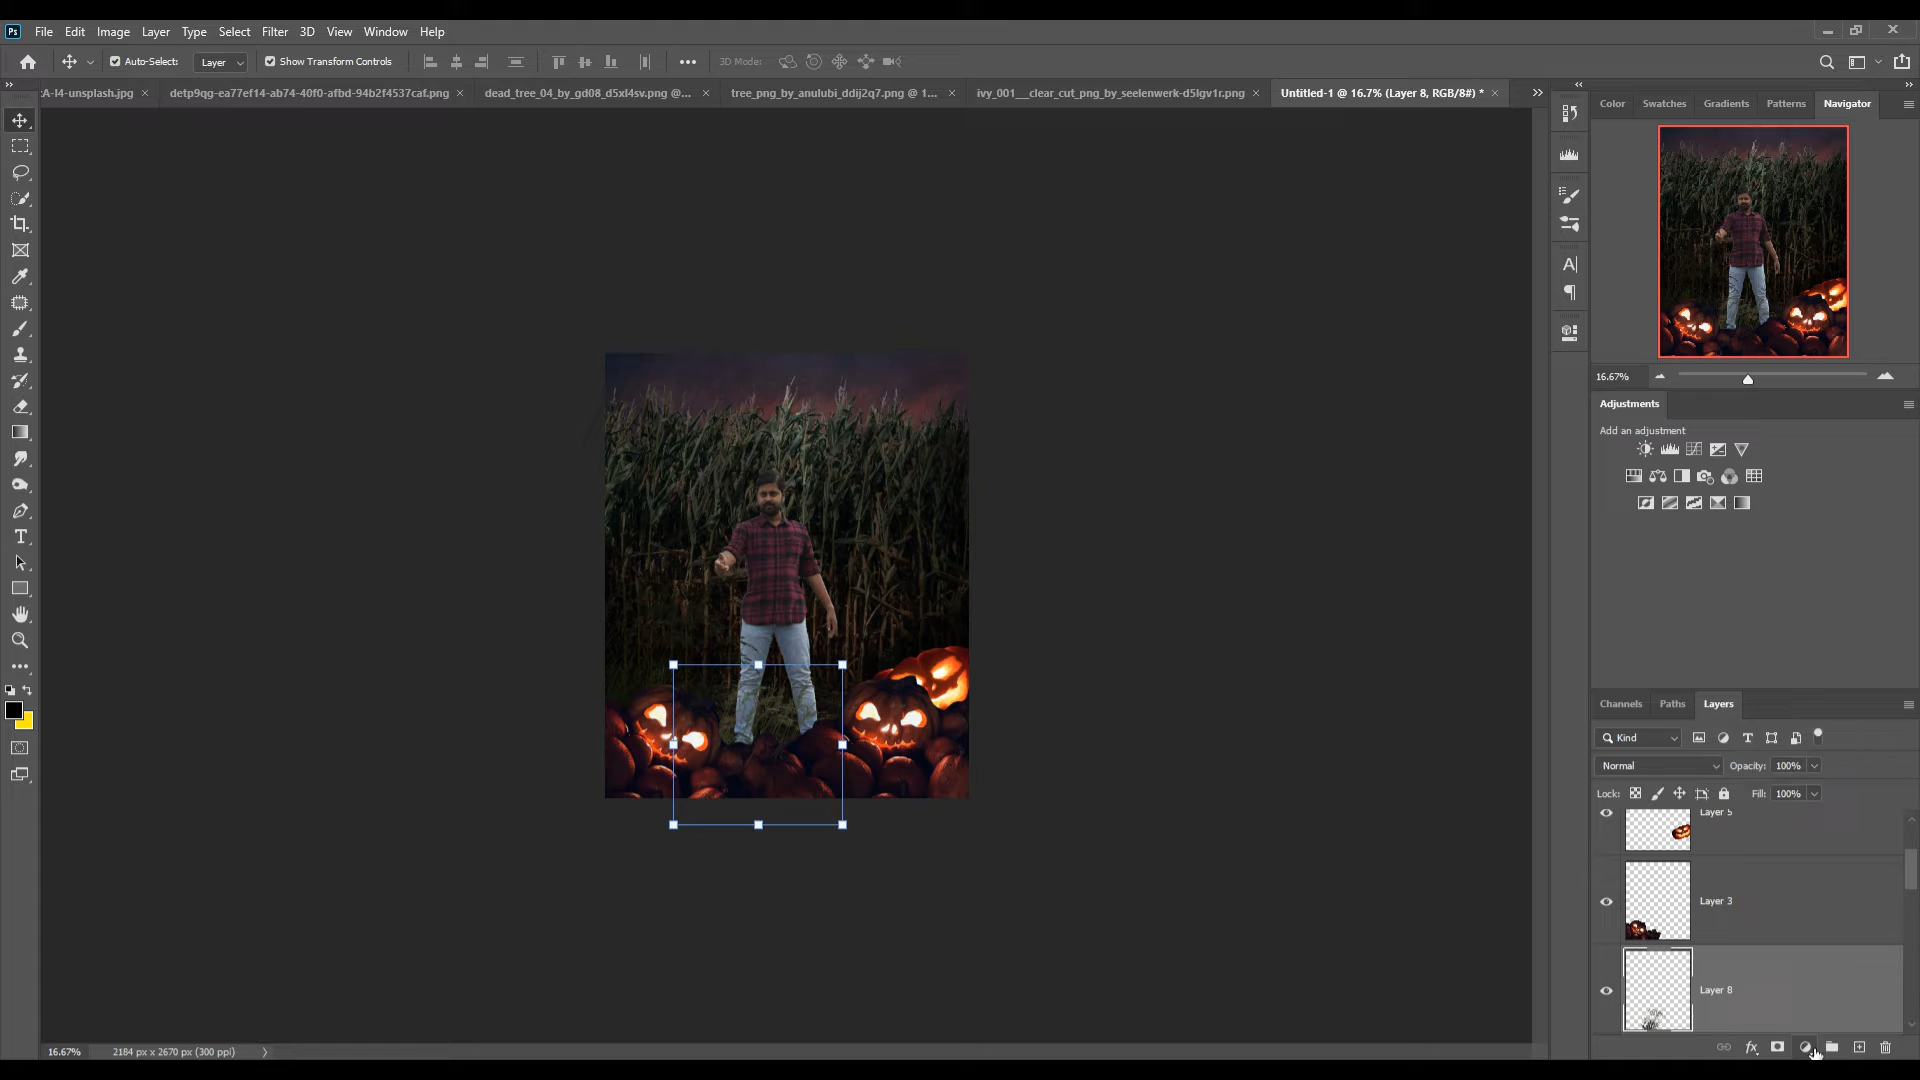 Ps File Edit Image Layer Type Select Filter 3D View Window Help
Auto-Select: Layer Show Transform Controls 3D Mode:
A-I4-unsplash.jpg × detp9qg-ea77ef14-ab74-40f0-afbd-94b2f4537caf.png × dead_tree_04_by_gd08_d5xl4sv.png @... × tree_png_by_anulubi_ddij2q7.png @ 1... × ivy_001__clear_cut_png_by_seelenwerk-d5lgv1r.png × Untitled-1 @ 16.7% (Layer 8, RGB/8#) * ×
Color Swatches Gradients Patterns Navigator
16.67%
Adjustments
Add an adjustment
Channels Paths Layers
Kind
Normal Opacity: 100%
Lock: Fill: 100%
Layer 5
Layer 3
Layer 8
fx
16.67% 2184 px x 2670 px (300 ppi)